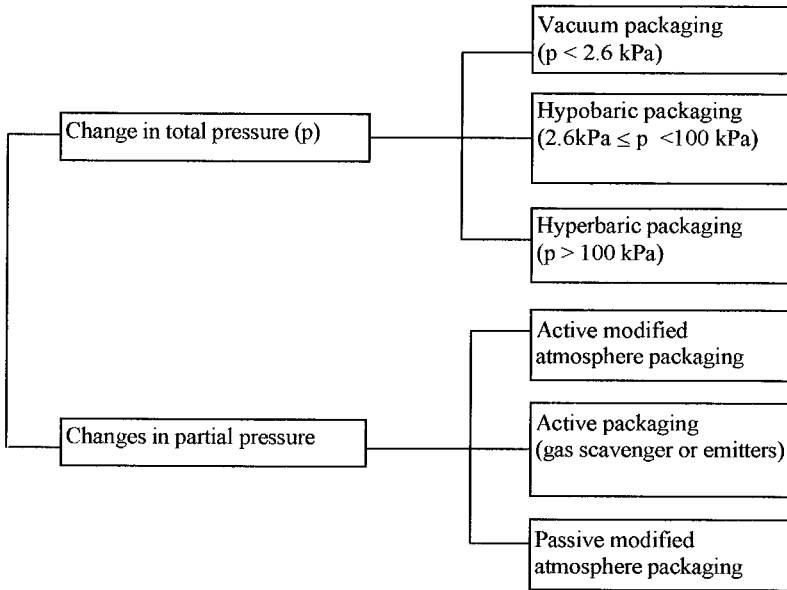 Vacuum packaging
(p < 2.6 kPa)
Change in total pressure (p)
Hypobaric packaging
(2.6kPa ≤ p <100 kPa)
Hyperbaric packaging
(p > 100 kPa)
Active modified
atmosphere packaging
Changes in partial pressure
Active packaging
(gas scavenger or emitters)
Passive modified
atmosphere packaging